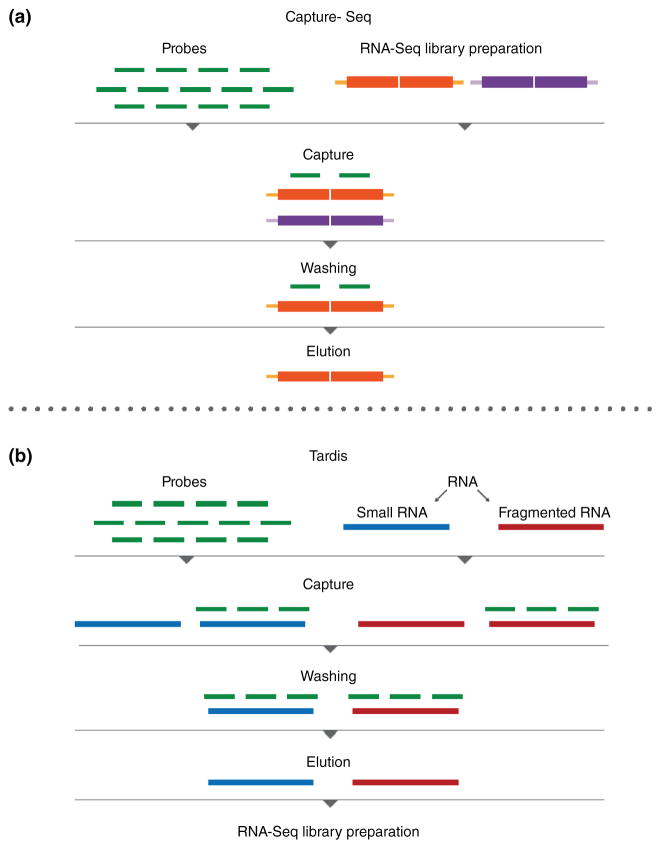 (a)
Capture- Seq
Probes
RNA-Seq library preparation
Capture
Washing
Elution
(b)
Tardis
Probes
RNA
Small RNA
Fragmented RNA
Capture
Washing
Elution
RNA-Seq library preparation